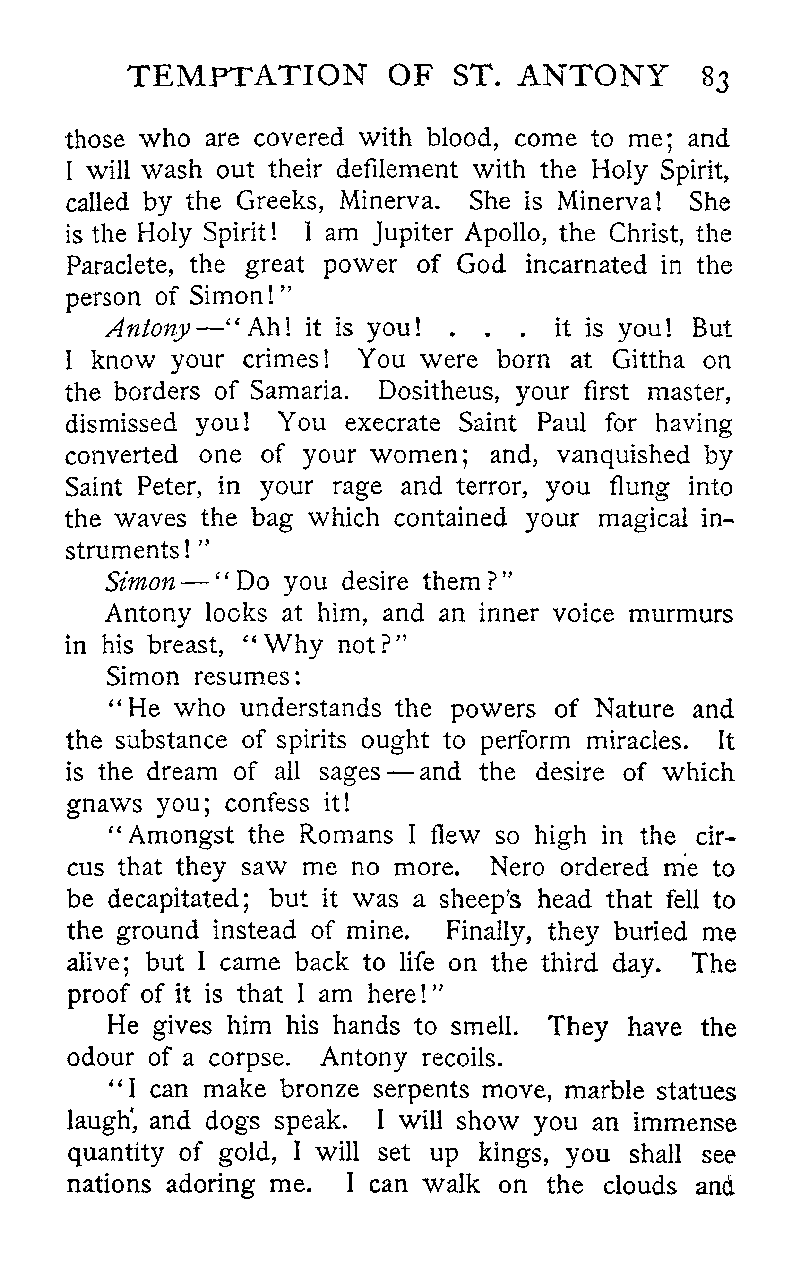 TEMPTATION OF ST. ANTONY 83
those who are covered with blood, come to me; and
I will wash out their defilement with the Holy Spirit,
called by the Greeks, Minerva. She is Minerva! She
is the Holy Spirit! I am Jupiter Apollo, the Christ, the
Paraclete, the great power of God incarnated in the
person of Simon!"
Antony—"Ah! it is you! . . . it is you! But
I know your crimes! You were born at Gittha on
the borders of Samaria. Dositheus, your first master,
dismissed you! You execrate Saint Paul for having
converted one of your women; and, vanquished by
Saint Peter, in your rage and terror, you flung into
the waves the bag which contained your magical in-
struments!"
Simon—"Do you desire them?"
Antony looks at him, and an inner voice murmurs
in his breast, "Why not?"
Simon resumes:
"He who understands the powers of Nature and
the substance of spirits ought to perform miracles. It
is the dream of all sages—and the desire of which
gnaws you; confess it!
"Amongst the Romans I flew so high in the cir-
cus that they saw me no more. Nero ordered me to
be decapitated; but it was a sheep's head that fell to
the ground instead of mine. Finally, they buried me
alive; but I came back to life on the third day. The
proof of it is that I am here!"
He gives him his hands to smell. They have the
odour of a corpse. Antony recoils.
"I can make bronze serpents move, marble statues
laugh, and dogs speak. I will show you an immense
quantity of gold, I will set up kings, you shall see
nations adoring me. I can walk on the clouds and